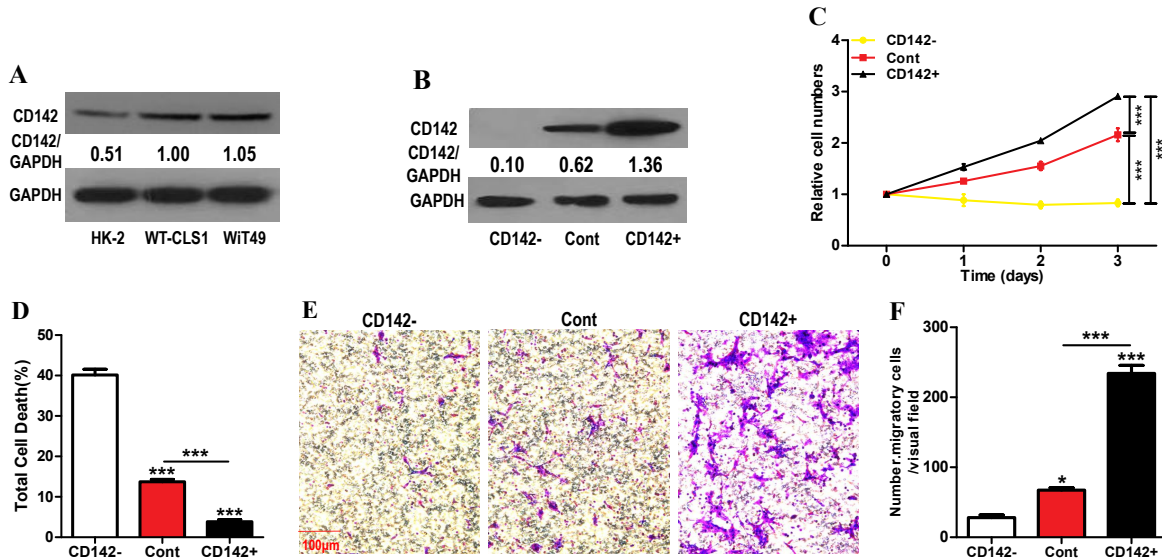 A
CD142
CD142/
GAPDH
0.51 1.00 1.05
GAPDH
HK-2 WT-CLS1 WiT49
B
CD142
CD142/
GAPDH
0.10 0.62 1.36
GAPDH
CD142- Cont CD142+
C
CD142-
Cont
CD142+
Relative cell numbers
4
3
2
1
0
0 1 2 3
Time (days)
***
***
***
D
Total Cell Death(%)
50
40
30
20
10
0
***
***
***
CD142- Cont CD142+
E
CD142- Cont CD142+
100μm
F
Number.migratory cells
/visual field
300
200
100
0
***
***
*
CD142- Cont CD142+